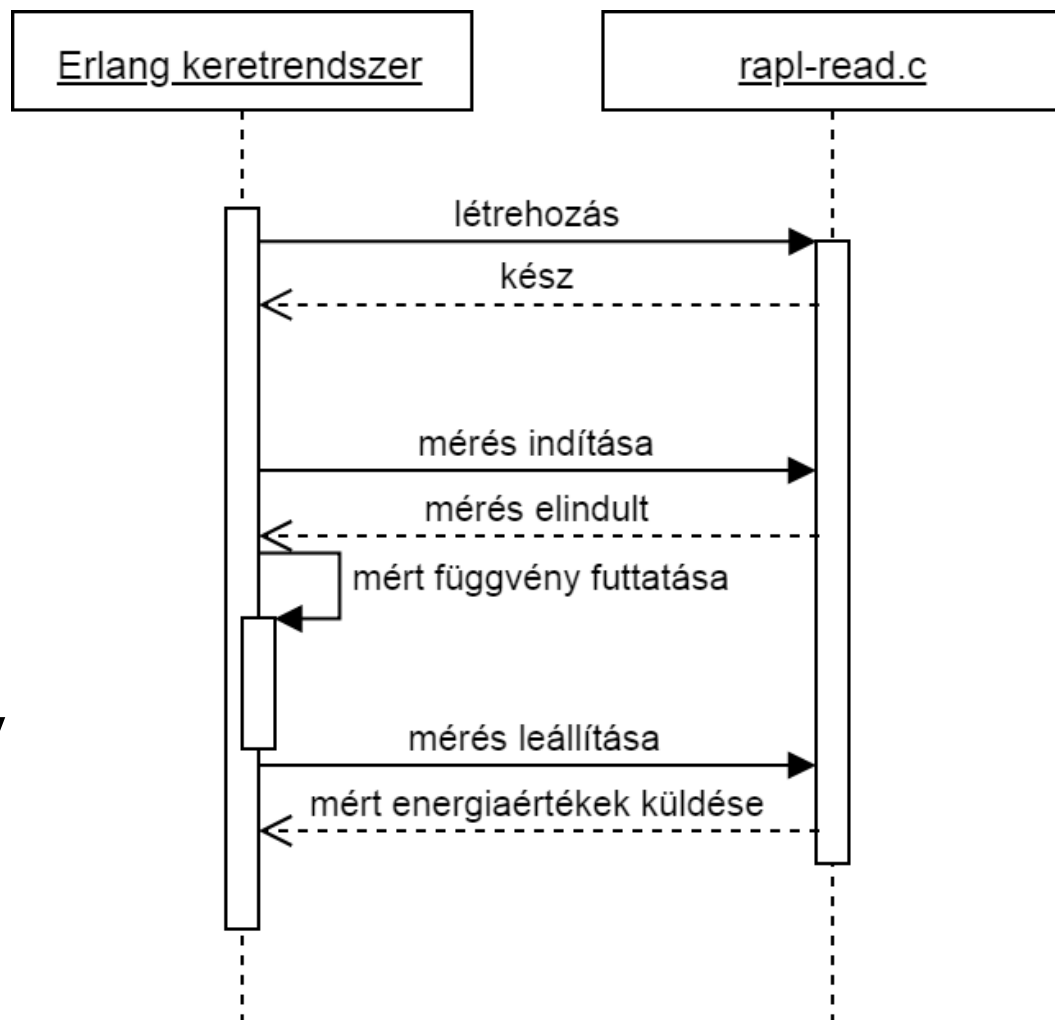 Erlang keretrendszer
rapl-read.c
létrehozás
kész
mérés indítása
mérés elindult
mért függvény futtatása
mérés leállítása
mért energiaértékek küldése